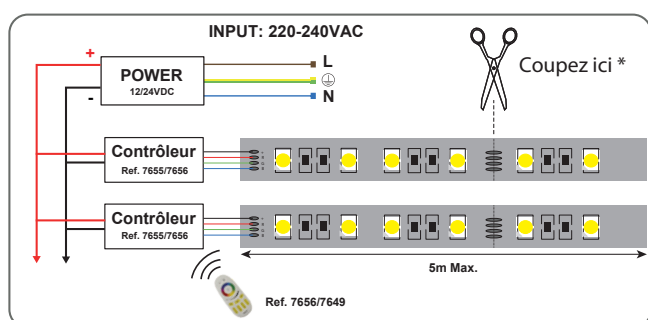 INPUT: 220-240VAC
+
-
POWER
12/24VDC
L
N
Coupez ici *
Contrôleur
Ref. 7655/7656
Contrôleur
Ref. 7655/7656
5m Max.
Ref. 7656/7649